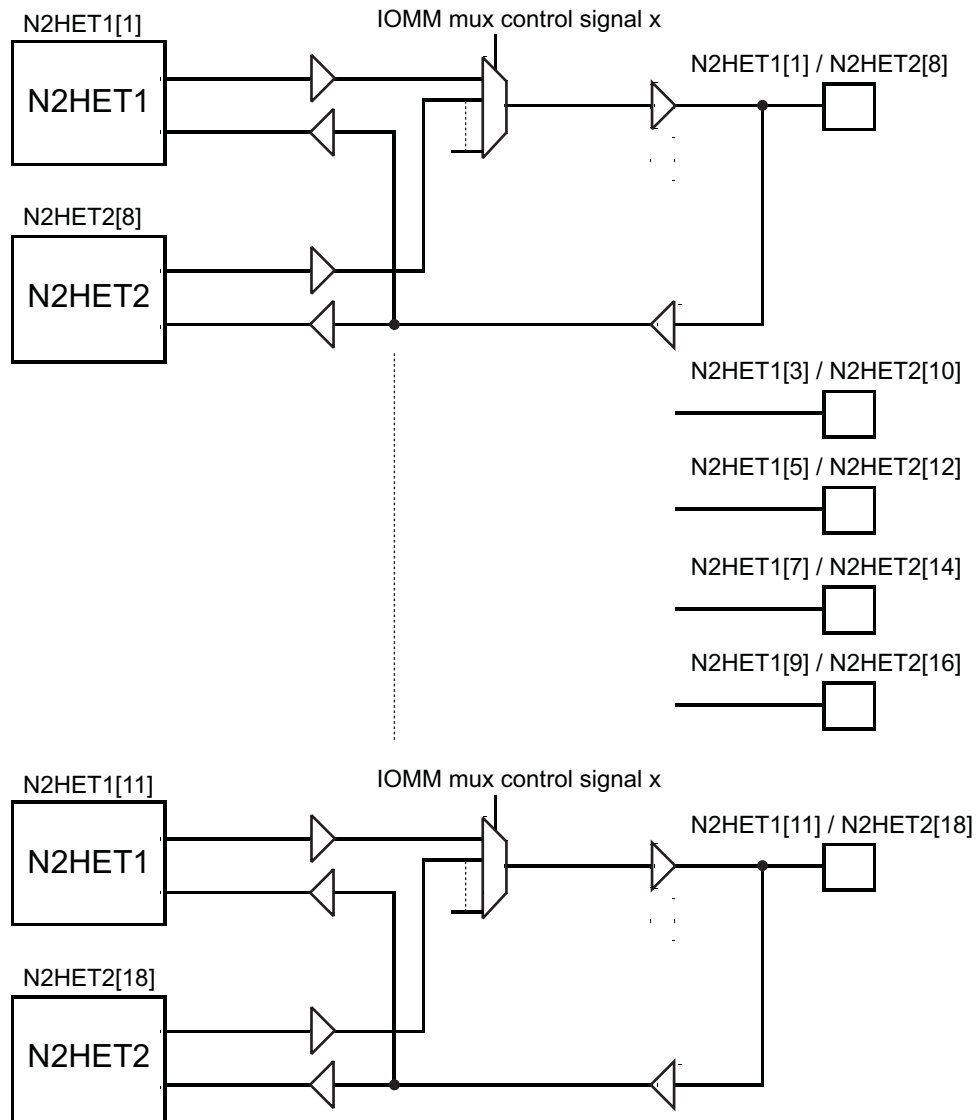 N2HET1[1]
IOMM mux control signal x
N2HET1[1] / N2HET2[8]
N2HET1
N2HET2[8]
N2HET2
N2HET1[3] / N2HET2[10]
N2HET1[5] / N2HET2[12]
N2HET1[7] / N2HET2[14]
N2HET1[9] / N2HET2[16]
N2HET1[11]
IOMM mux control signal x
N2HET1[11] / N2HET2[18]
N2HET1
N2HET2[18]
N2HET2